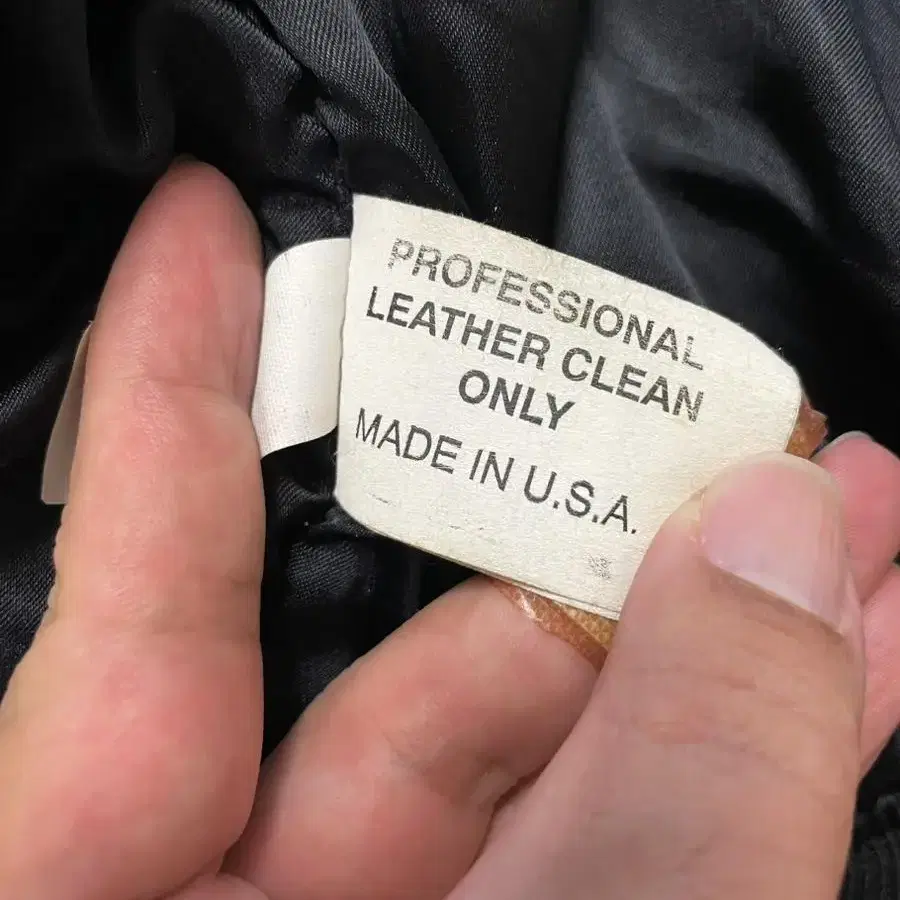 PROFESSIONAL
LEATHER CLEAN
ONLY
MADE IN U.S.A.